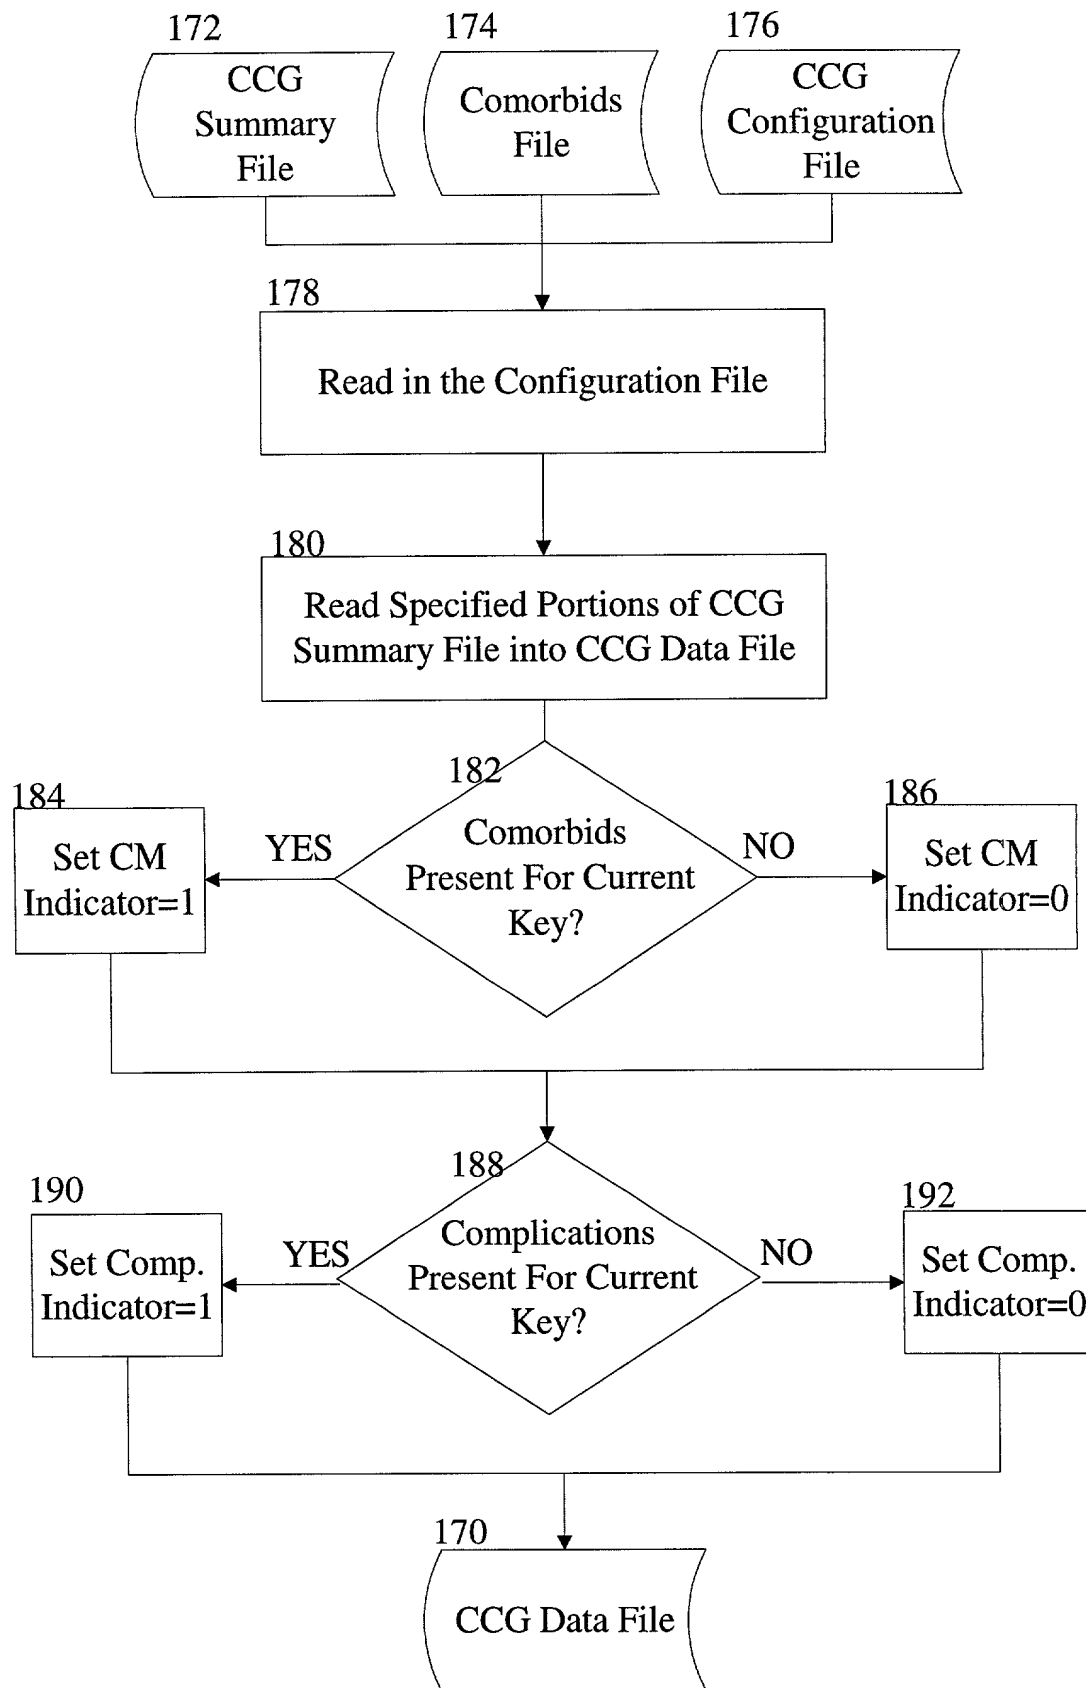 172
174
176
CCG
Summary
File
Comorbids
File
CCG
Configuration
File
178
Read in the Configuration File
180
Read Specified Portions of CCG
Summary File into CCG Data File
182
184
186
Comorbids
Present For Current
Key?
YES
NO
Set CM
Indicator=1
Set CM
Indicator=0
188
190
192
Complications
Present For Current
Key?
YES
NO
Set Comp.
Indicator=1
Set Comp.
Indicator=0
170
CCG Data File